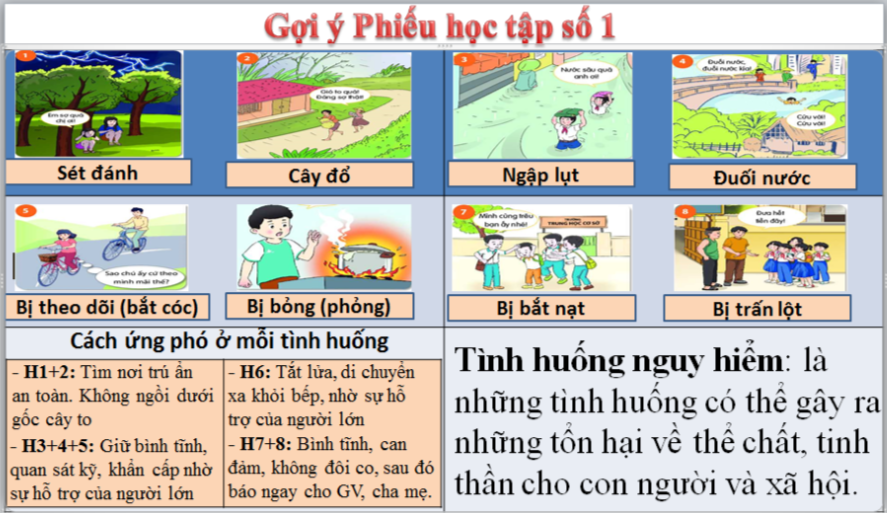 Gợi ý Phiếu học tập số 1
1
Em sợ quá
chị ơi!
Sét đánh
2
Gió to quá!
Đáng sợ thật!
Cây đổ
3
Nước sâu quá
anh ơi!
Ngập lụt
4
Đuối nước,
đuối nước kìa!
Cứu với!
Cứu với!
Đuối nước
5
Sao chú ấy cứ theo
mình mãi thế?
Bị theo dõi (bắt cóc)
Bị bỏng (phỏng)
7
Mình cùng trêu
bạn ấy nhé!
TRUNG HỌC CƠ SỞ
Bị bắt nạt
8
Đưa hết
tiền đây!
Bị trấn lột
Cách ứng phó ở mỗi tình huống
- H1+2: Tìm nơi trú ẩn
an toàn. Không ngồi dưới
gốc cây to
- H3+4+5: Giữ bình tĩnh,
quan sát kỹ, khẩn cấp nhờ
sự hỗ trợ của người lớn
- H6: Tắt lửa, di chuyển
xa khỏi bếp, nhờ sự hỗ
trợ của người lớn
- H7+8: Bình tĩnh, can
đảm, không đôi co, sau đó
báo ngay cho GV, cha mẹ.
Tình huống nguy hiểm: là
những tình huống có thể gây ra
những tổn hại về thể chất, tinh
thần cho con người và xã hội.